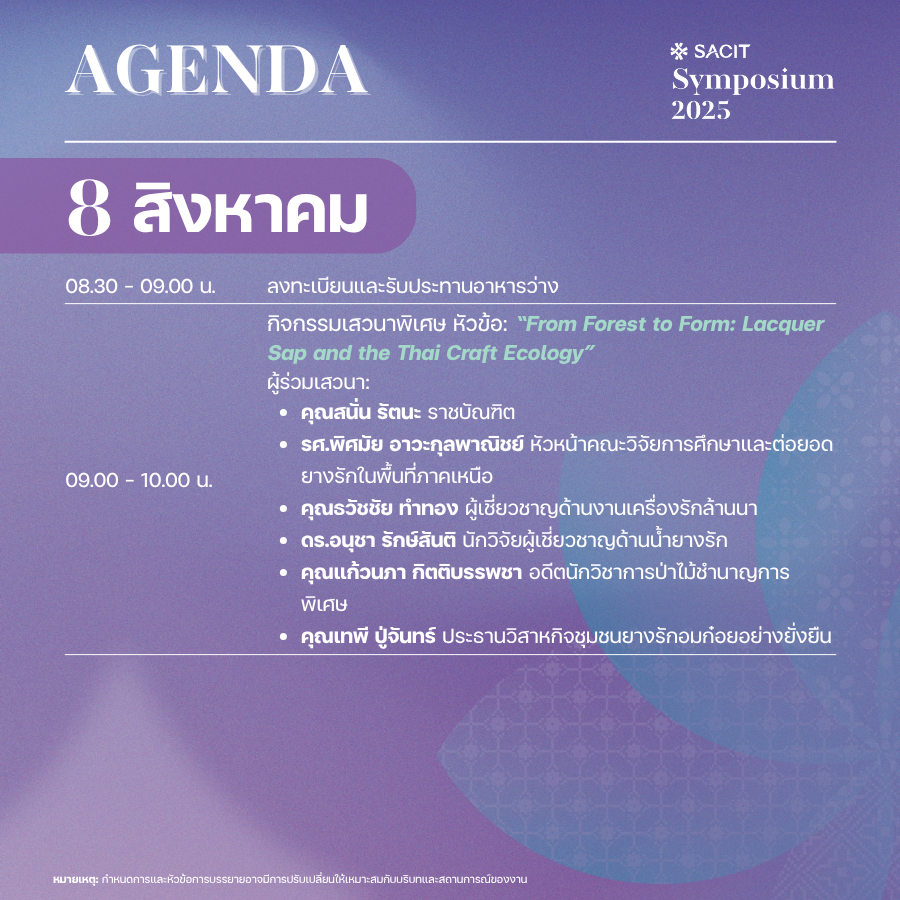 AGENDA
SACIT
Symposium
2025
8 สิงหาคม
08.30 - 09.00 น. ลงทะเบียนและรับประทานอาหารว่าง
กิจกรรมเสวนาพิเศษ หัวข้อ: “From Forest to Form: Lacquer
Sap and the Thai Craft Ecology”
ผู้ร่วมเสวนา:
• คุณสนั่น รัตนะ ราชบัณฑิต
• รศ.พิศมัย อาวะกุลพาณิชย์ หัวหน้าคณะวิจัยการศึกษาและต่อยอด
ยางรักในพื้นที่ภาคเหนือ
09.00 - 10.00 น.
• คุณธวัชชัย ทำทอง ผู้เชี่ยวชาญด้านงานเครื่องรักล้านนา
• ดร.อนุชา รักษ์สันติ นักวิจัยผู้เชี่ยวชาญด้านน้ำยางรัก
• คุณแก้วนภา กิตติบรรพชา อดีตนักวิชาการป่าไม้ชำนาญการ
พิเศษ
• คุณเทพี ปู่จันทร์ ประธานวิสาหกิจชุมชนยางรักอมก๋อยอย่างยั่งยืน
หมายเหตุ: กำหนดการและหัวข้อการบรรยายอาจมีการปรับเปลี่ยนให้เหมาะสมกับบริบทและสถานการณ์ของงาน